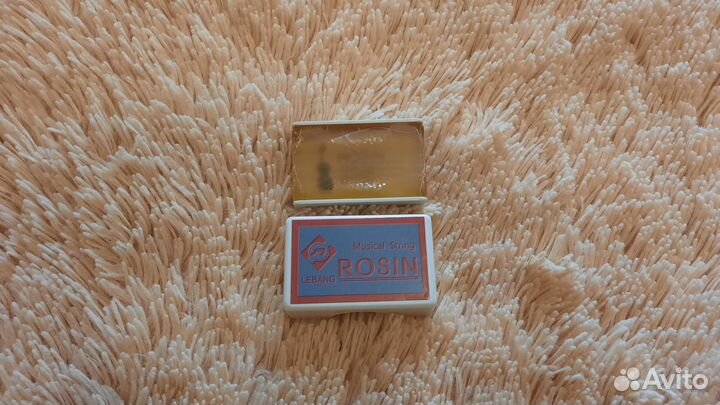 Musical String
ROSIN
LEBANG
Avito